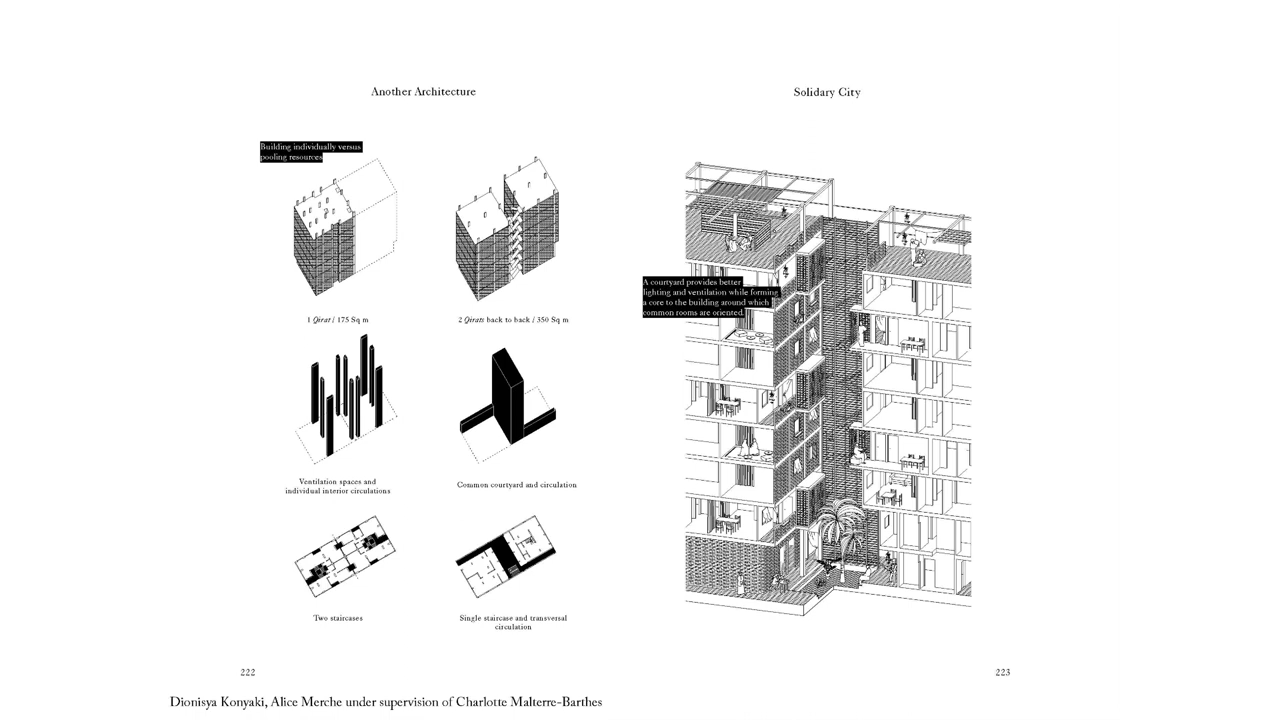 Another Architecture
Solidary City
Building individually versus
pooling resources
1 Qirat / 175 Sq m
2 Qirats back to back / 350 Sq m
A courtyard provides better
lighting and ventilation while forming
a core to the building around which
common rooms are oriented.
Ventilation spaces and
individual interior circulations
Common courtyard and circulation
Two staircases
Single staircase and transversal
circulation
222
223
Dionisya Konyaki, Alice Merche under supervision of Charlotte Malterre-Barthes